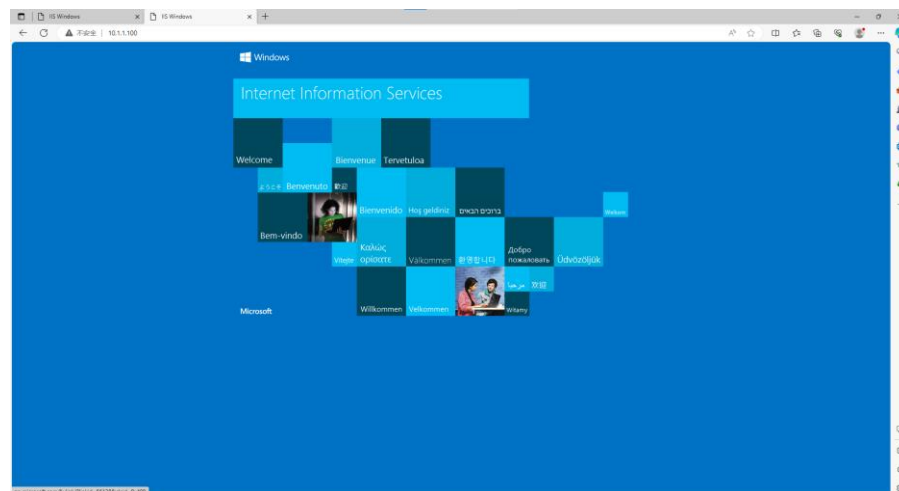 IIS Windows
IIS Windows
不安全 | 10.1.1.100
Windows
Internet Information Services
Welcome
Bienvenue
Tervetuloa
ようこそ
Benvenuto
歡迎
Bienvenido
Hoş geldiniz
ברוכים הבאים
Welkom
Bem-vindo
Vítejte
Καλώς
ορίσατε
Välkommen
환영합니다
Добро
пожаловать
Üdvözöljük
Microsoft
Willkommen
Velkommen
مرحبا
欢迎
Witamy